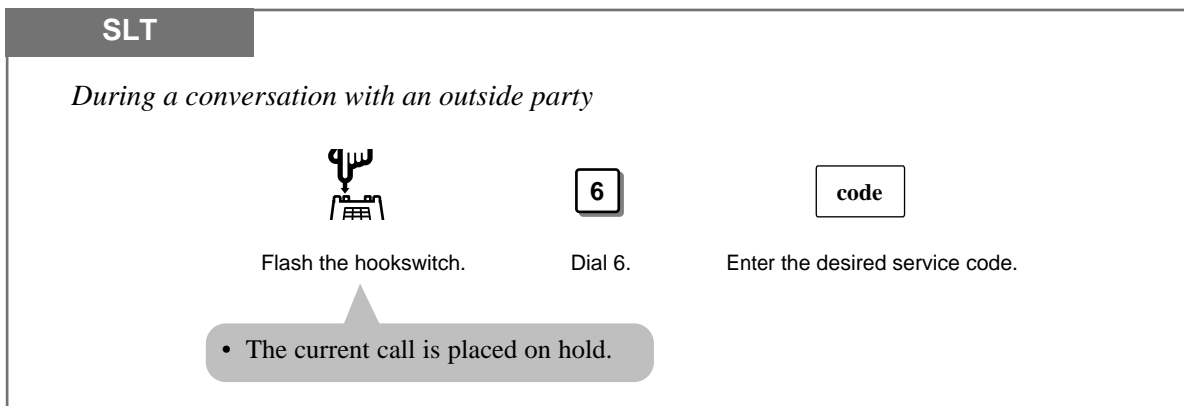 SLT
During a conversation with an outside party
6
code
Flash the hookswitch.
Dial 6.
Enter the desired service code.
• The current call is placed on hold.